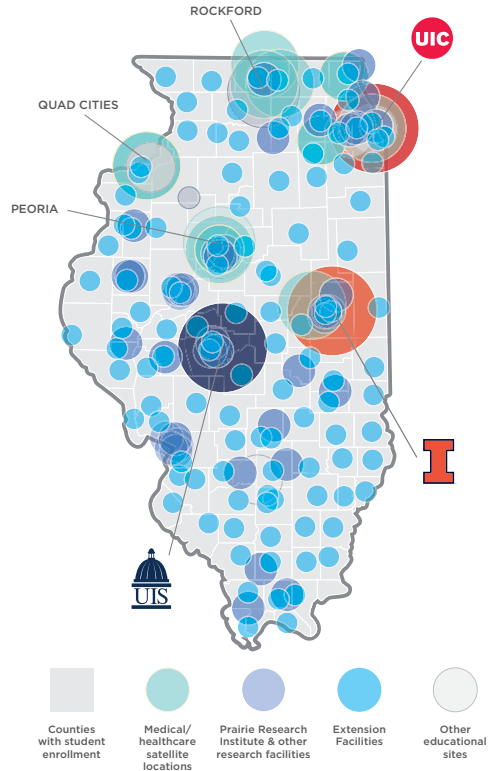 ROCKFORD
UIC
QUAD CITIES
PEORIA
I
UIS
Counties
with student
enrollment
Medical/
healthcare
satellite
locations
Prairie Research
Institute & other
research facilities
Extension
Facilities
Other
educational
sites